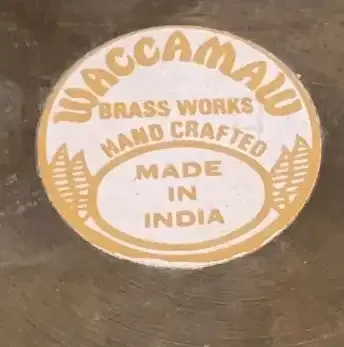 WACCAMAW
BRASS WORKS
HAND CRAFTED
MADE
IN
INDIA